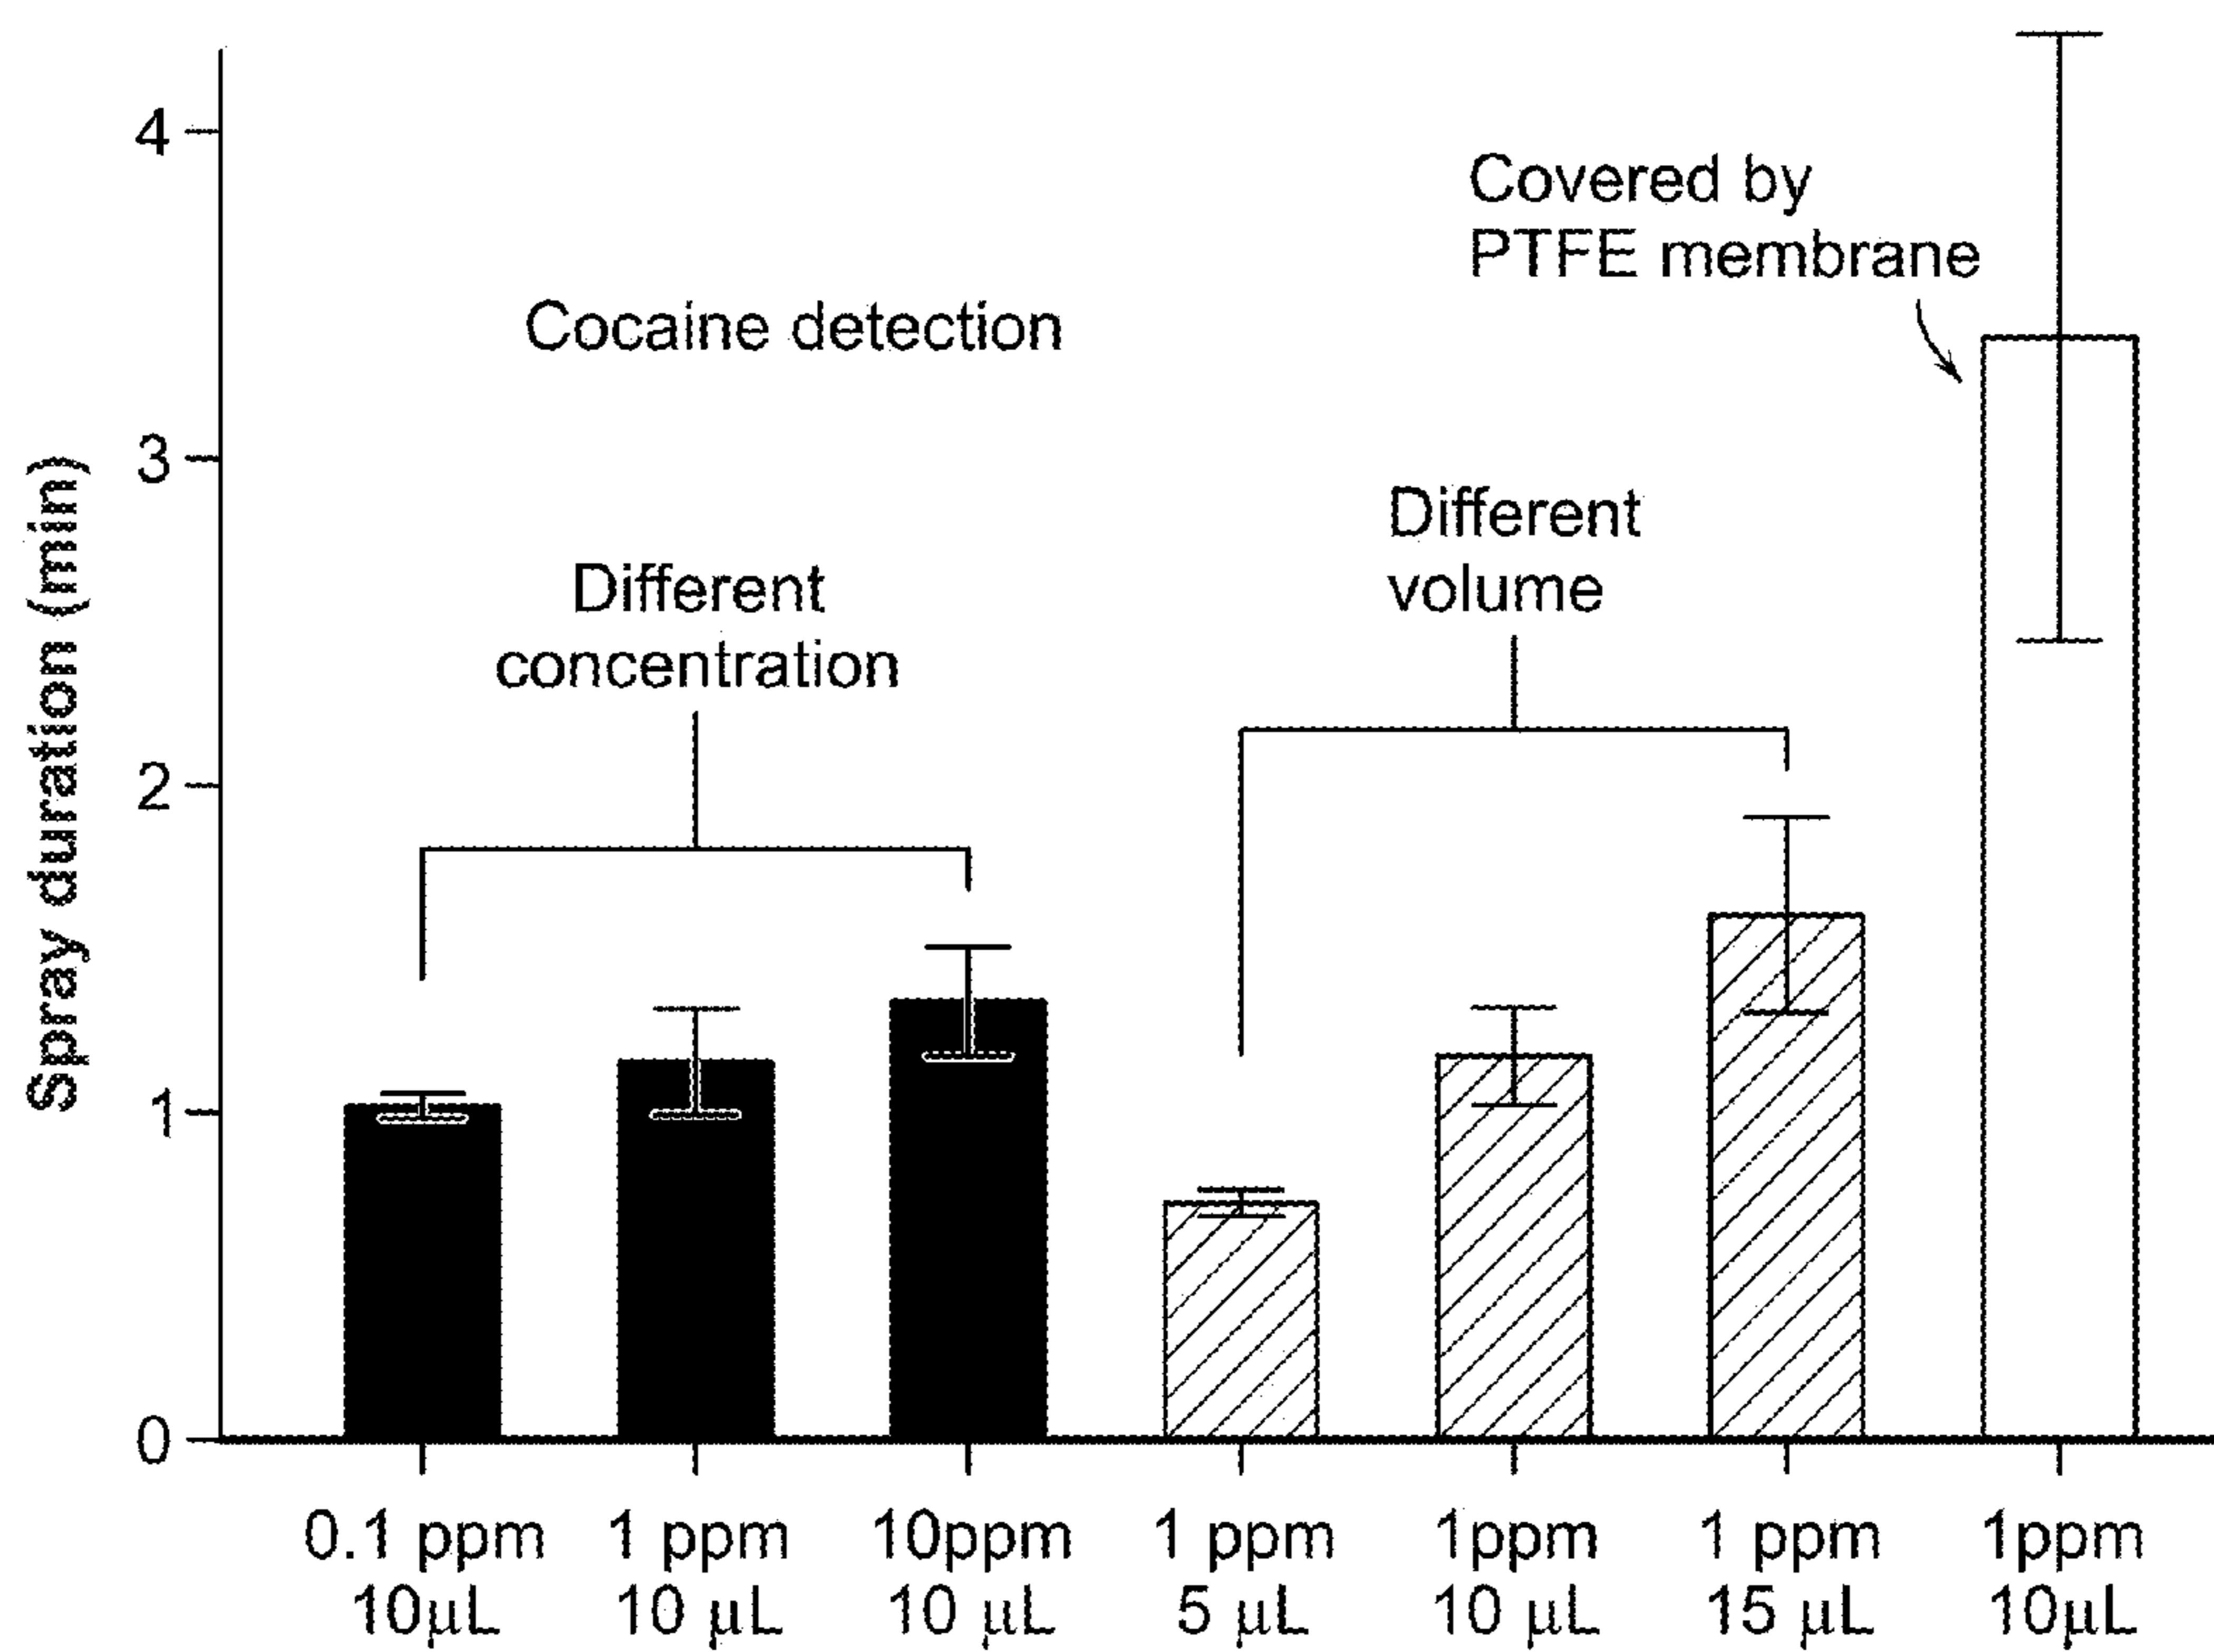 Spray duration (min)
4
3
2
1
0
Cocaine detection
Different
concentration
Different
volume
Covered by
PTFE membrane
0.1 ppm
10µL
1 ppm
10 µL
10ppm
10 µL
1 ppm
5 µL
1ppm
10 µL
1 ppm
15 µL
1ppm
10µL